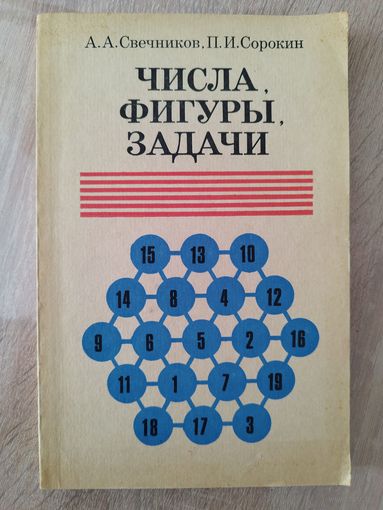 А.А.Свечников, П.И.Сорокин
ЧИСЛА,
ФИГУРЫ,
ЗАДАЧИ
15 13 10
14 8 4 12
9 6 5 2 16
11 1 7 19
18 17 3